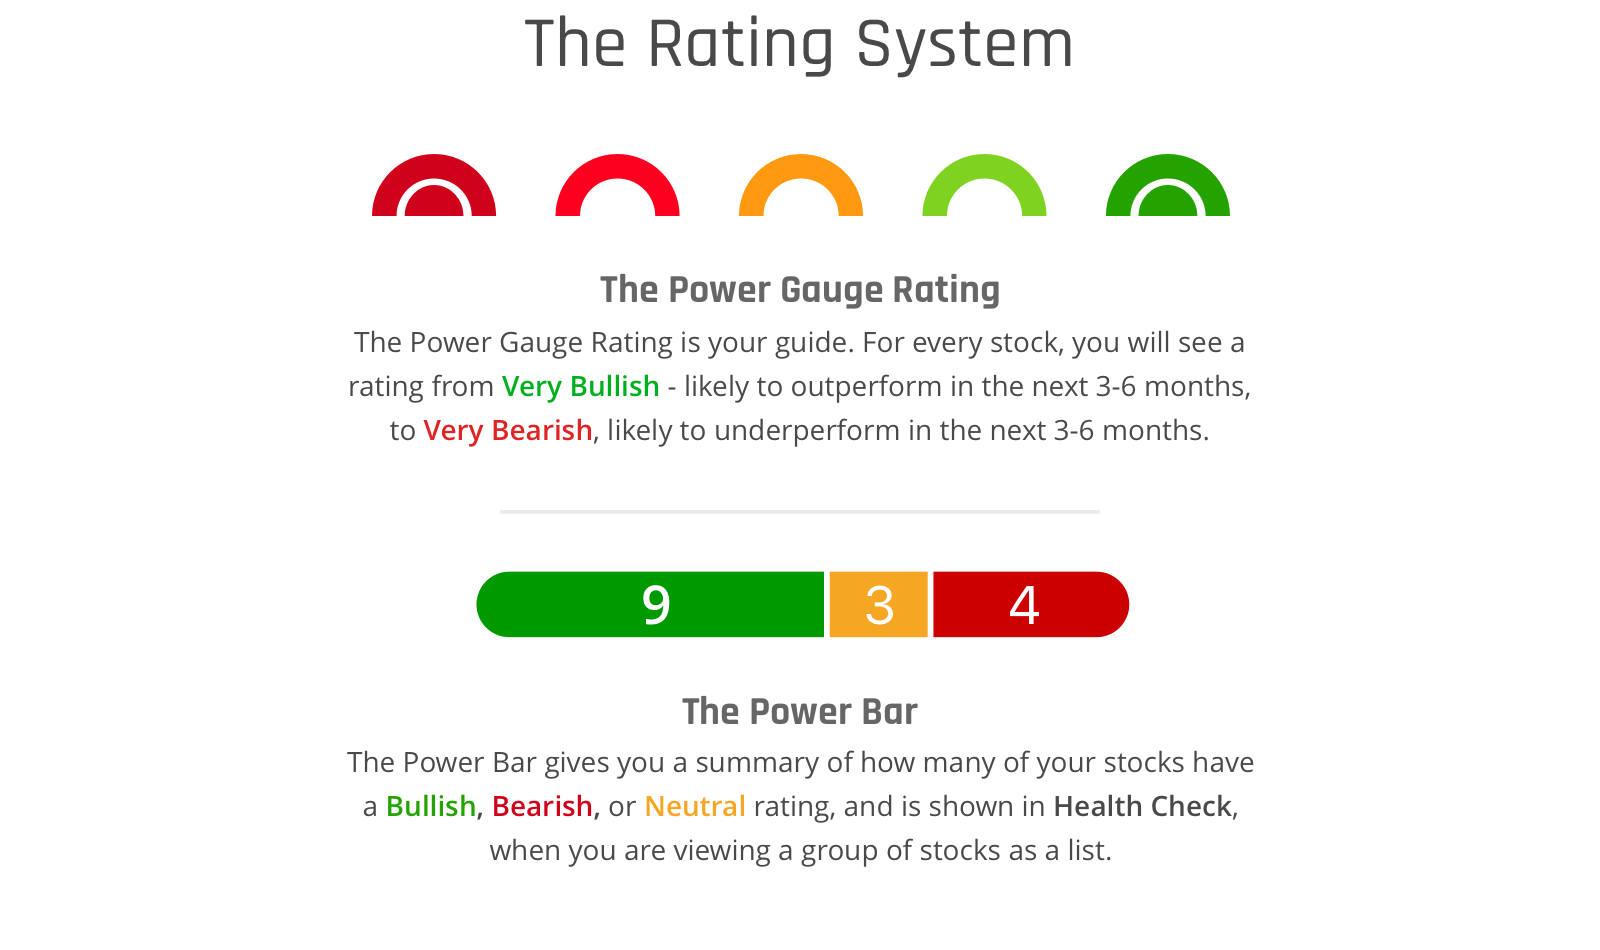 The Rating System
The Power Gauge Rating
The Power Gauge Rating is your guide. For every stock, you will see a
rating from Very Bullish - likely to outperform in the next 3-6 months,
to Very Bearish, likely to underperform in the next 3-6 months.
9 3 4
The Power Bar
The Power Bar gives you a summary of how many of your stocks have
a Bullish, Bearish, or Neutral rating, and is shown in Health Check,
when you are viewing a group of stocks as a list.